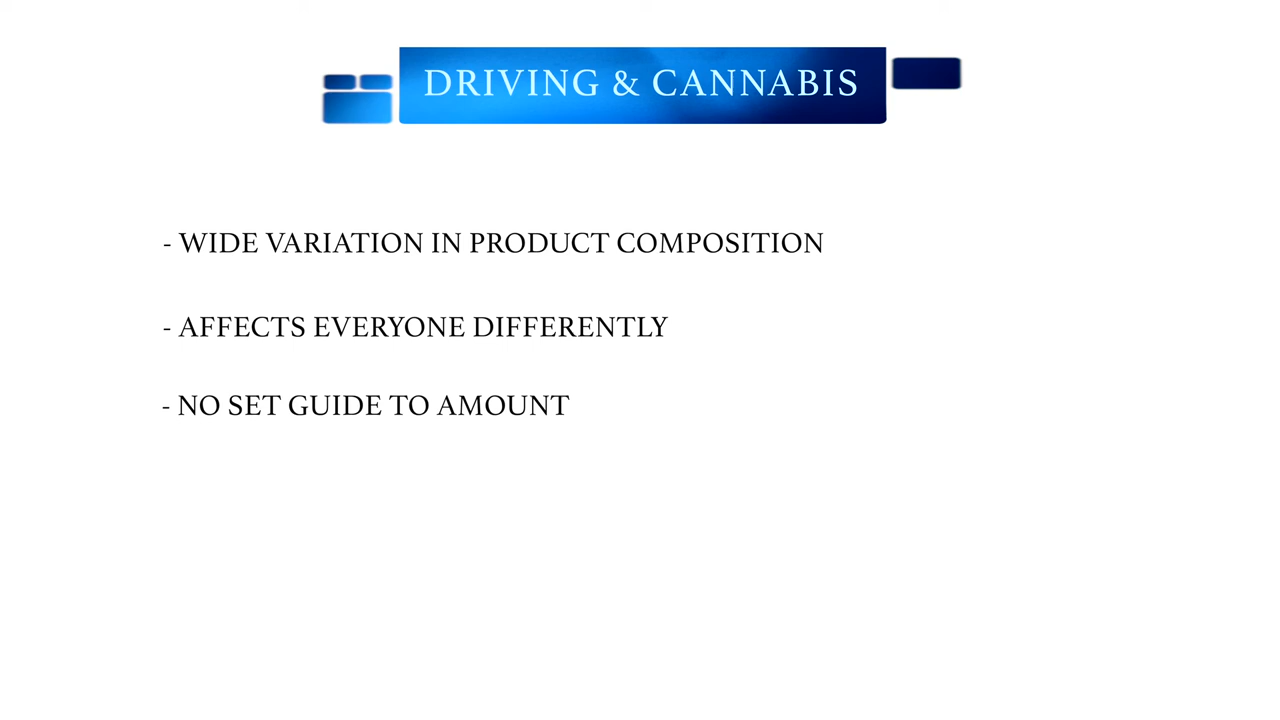 DRIVING & CANNABIS
- WIDE VARIATION IN PRODUCT COMPOSITION
- AFFECTS EVERYONE DIFFERENTLY
- NO SET GUIDE TO AMOUNT